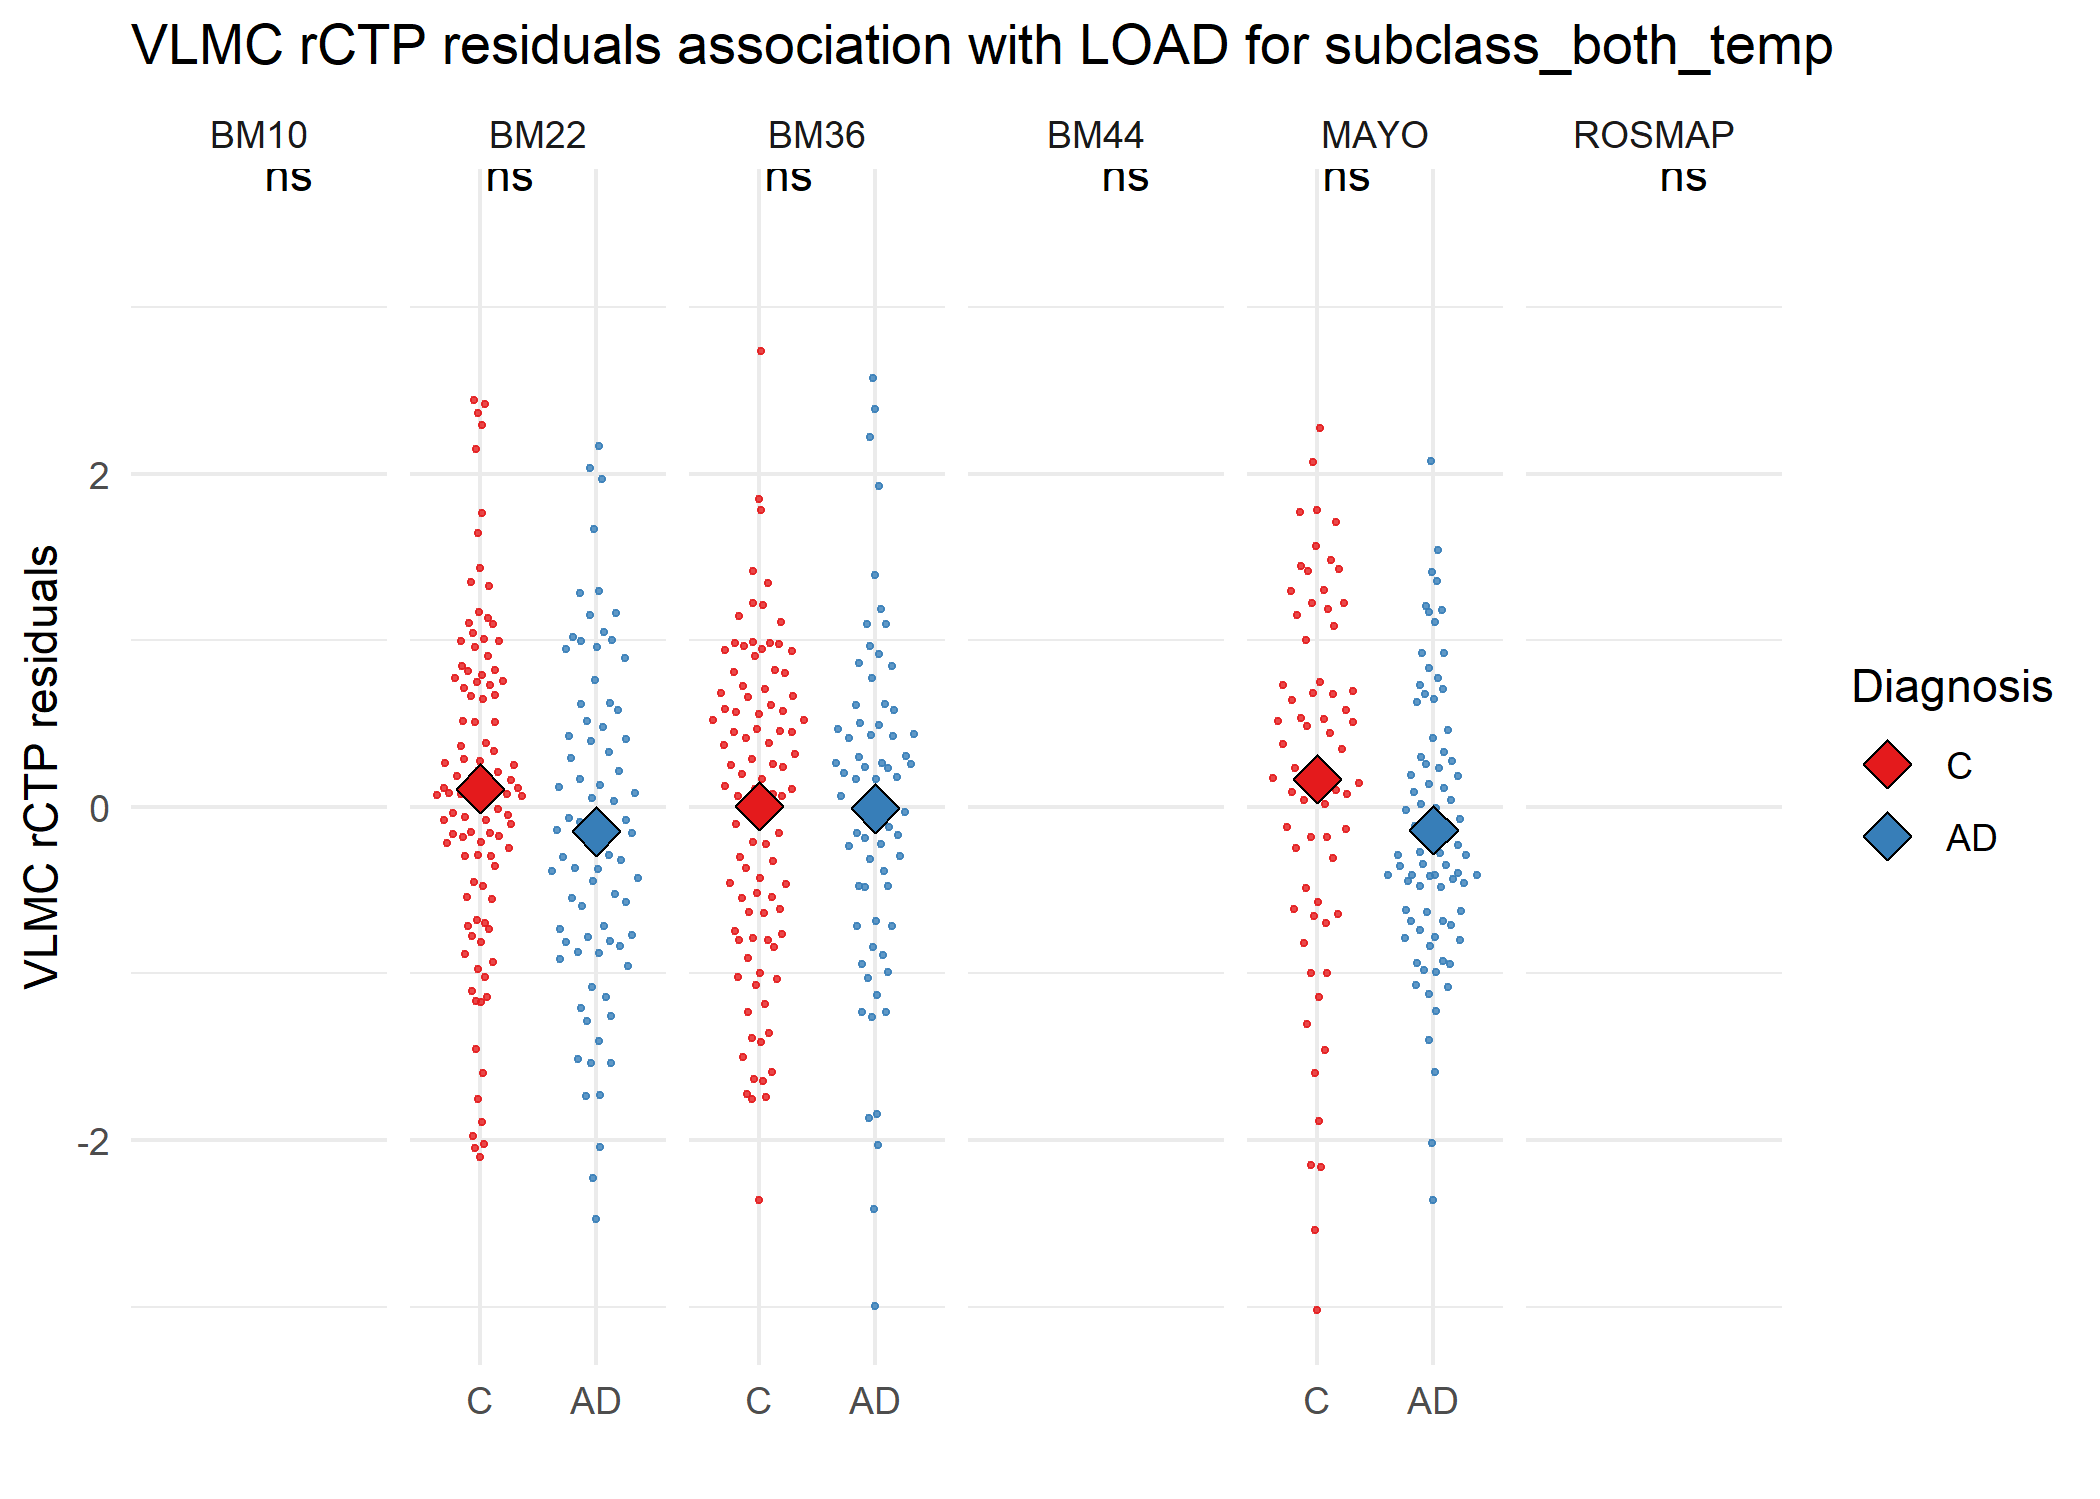 VLMC rCTP residuals association with LOAD for subclass_both_temp
BM10 BM22 BM36 BM44 MAYO ROSMAP
ns ns ns ns ns ns
2
0
-2
VLMC rCTP residuals
C AD C AD C AD
Diagnosis
C
AD